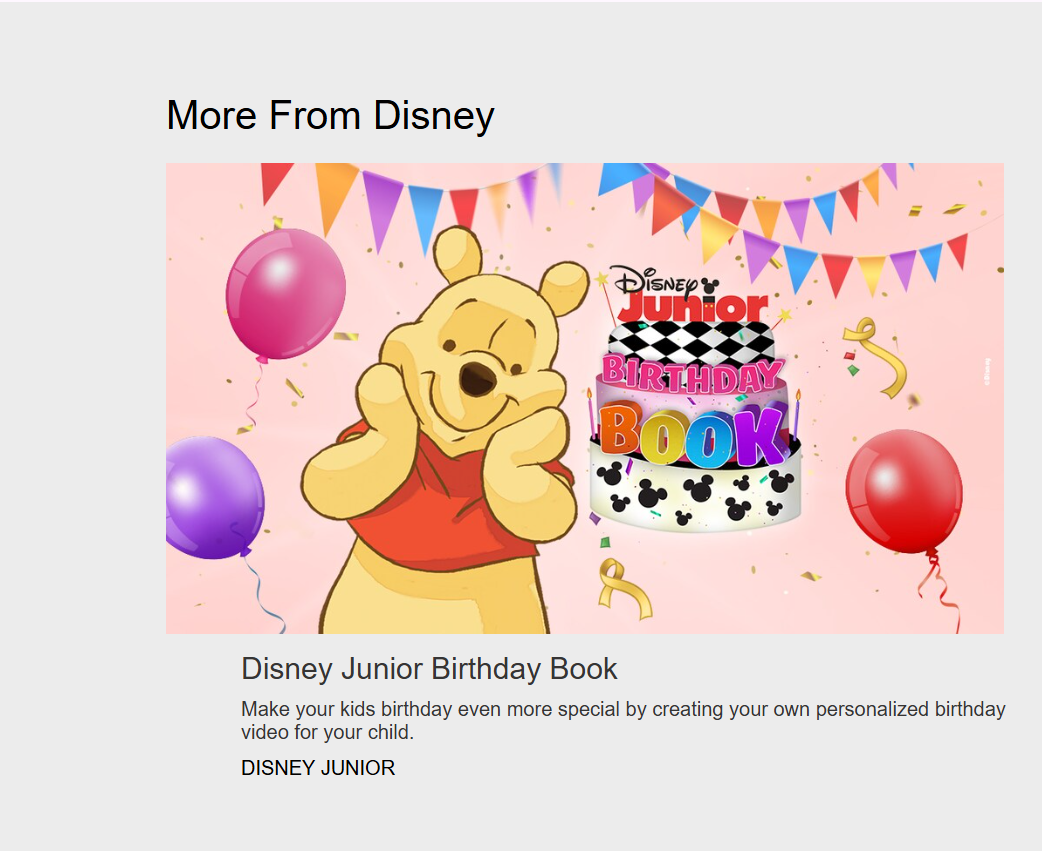 More From Disney
DISNEY
Junior
BIRTHDAY
BOOK
©Disney
Disney Junior Birthday Book
Make your kids birthday even more special by creating your own personalized birthday
video for your child.
DISNEY JUNIOR